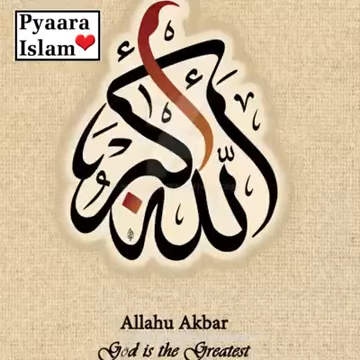 Pyaara
Islam❤
الله أكبر
Allahu Akbar
God is the Greatest